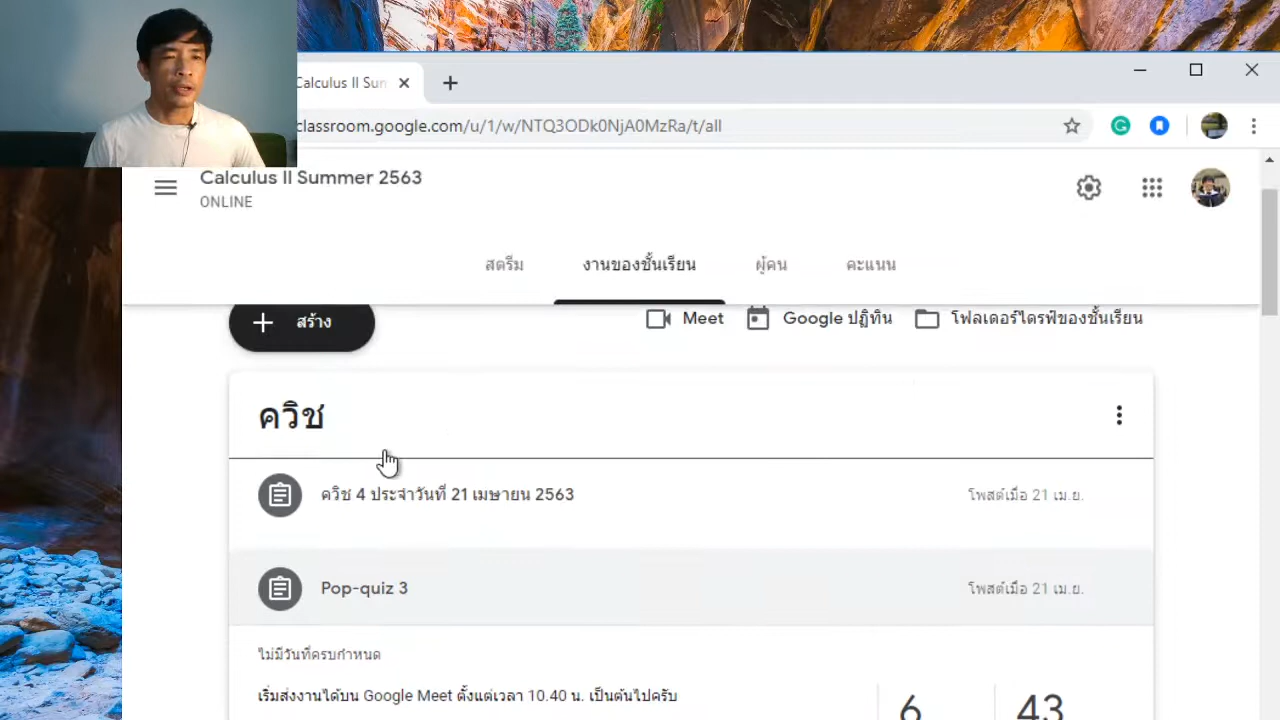 Calculus II Sun
classroom.google.com/u/1/w/NTQ3ODk0NjA0MzRa/t/all
Calculus II Summer 2563
ONLINE
สตรีม งานของชั้นเรียน ผู้คน คะแนน
+ สร้าง Meet Google ปฏิทิน โฟลเดอร์ไดรฟ์ของชั้นเรียน
ควิช
ควิช 4 ประจำวันที่ 21 เมษายน 2563 โพสต์เมื่อ 21 เม.ย.
Pop-quiz 3 โพสต์เมื่อ 21 เม.ย.
ไม่มีวันที่ครบกำหนด
เริ่มส่งงานได้บน Google Meet ตั้งแต่เวลา 10.40 น. เป็นต้นไปครับ
6 43